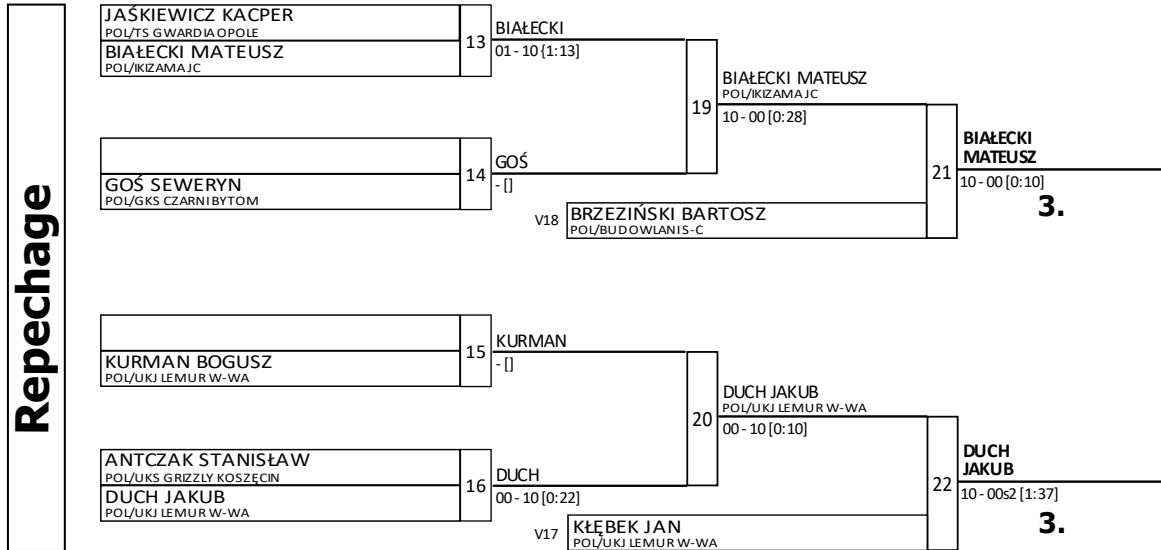 Repechage
JAŚKIEWICZ KACPER
POL/TS GWARDIA OPOLE
BIAŁECKI MATEUSZ
POL/IKIZAMA JC
13
BIAŁECKI
01 - 10 {1:13]
GOŚ SEWERYN
POL/GKS CZARNI BYTOM
14
GOŚ
- []
19
BIAŁECKI MATEUSZ
POL/IKIZAMA JC
10 - 00 [0:28]
V18
BRZEZIŃSKI BARTOSZ
POL/BUDOWLANI S-C
21
BIAŁECKI
MATEUSZ
10 - 00 [0:10]
3.
KURMAN BOGUSZ
POL/UKJ LEMUR W-WA
15
KURMAN
- []
ANTCZAK STANISŁAW
POL/UKS GRIZZLY KOSZĘCIN
DUCH JAKUB
POL/UKJ LEMUR W-WA
16
DUCH
00 - 10 [0:22]
20
DUCH JAKUB
POL/UKJ LEMUR W-WA
00 - 10 [0:10]
V17
KŁĘBEK JAN
POL/UKJ LEMUR W-WA
22
DUCH
JAKUB
10 - 00s2 [1:37]
3.